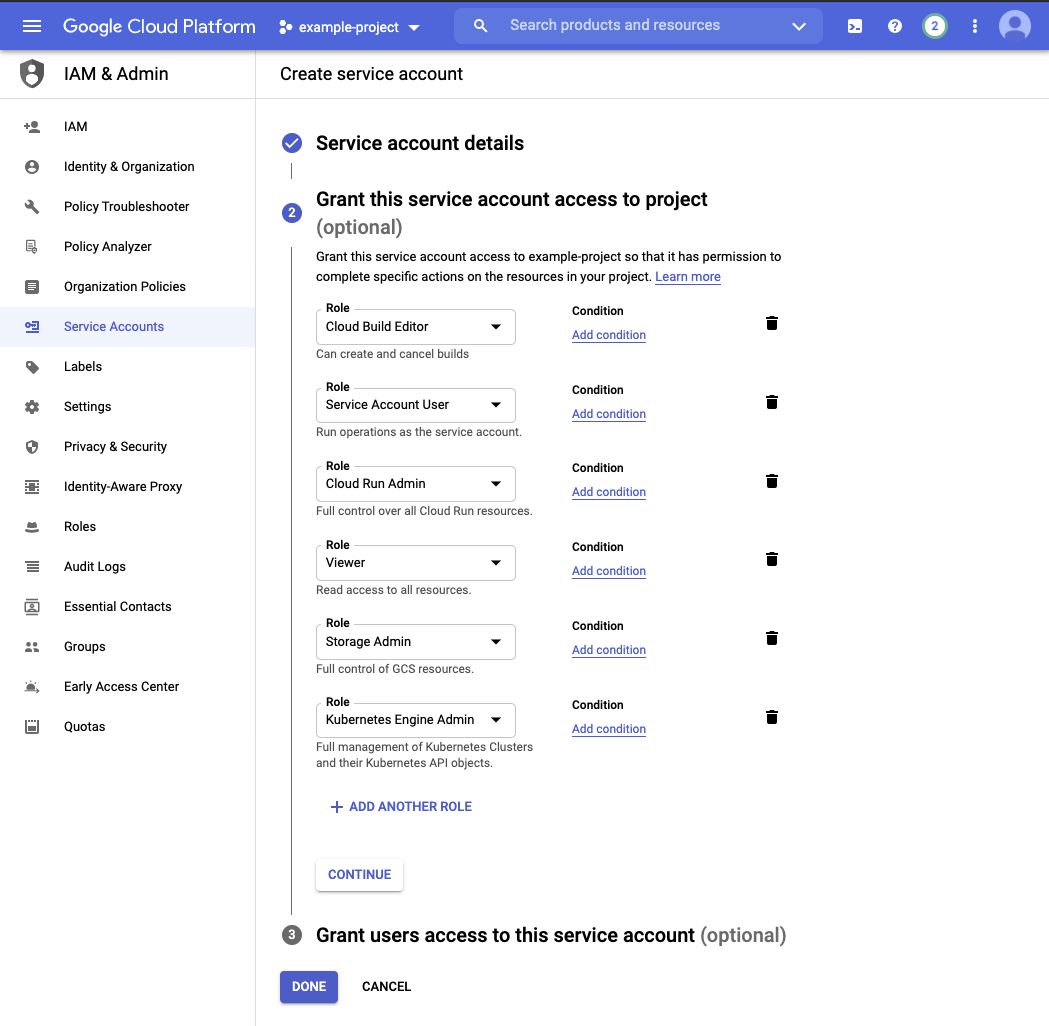 Google Cloud Platform
example-project
Search products and resources
2
IAM & Admin
Create service account
IAM
Identity & Organization
Policy Troubleshooter
Policy Analyzer
Organization Policies
Service Accounts
Labels
Settings
Privacy & Security
Identity-Aware Proxy
Roles
Audit Logs
Essential Contacts
Groups
Early Access Center
Quotas
Service account details
2
Grant this service account access to project
(optional)
Grant this service account access to example-project so that it has permission to
complete specific actions on the resources in your project. Learn more
Role
Cloud Build Editor
Can create and cancel builds
Condition
Add condition
Role
Service Account User
Run operations as the service account.
Condition
Add condition
Role
Cloud Run Admin
Full control over all Cloud Run resources.
Condition
Add condition
Role
Viewer
Read access to all resources.
Condition
Add condition
Role
Storage Admin
Full control of GCS resources.
Condition
Add condition
Role
Kubernetes Engine Admin
Full management of Kubernetes Clusters
and their Kubernetes API objects.
Condition
Add condition
+ ADD ANOTHER ROLE
CONTINUE
3
Grant users access to this service account (optional)
DONE
CANCEL